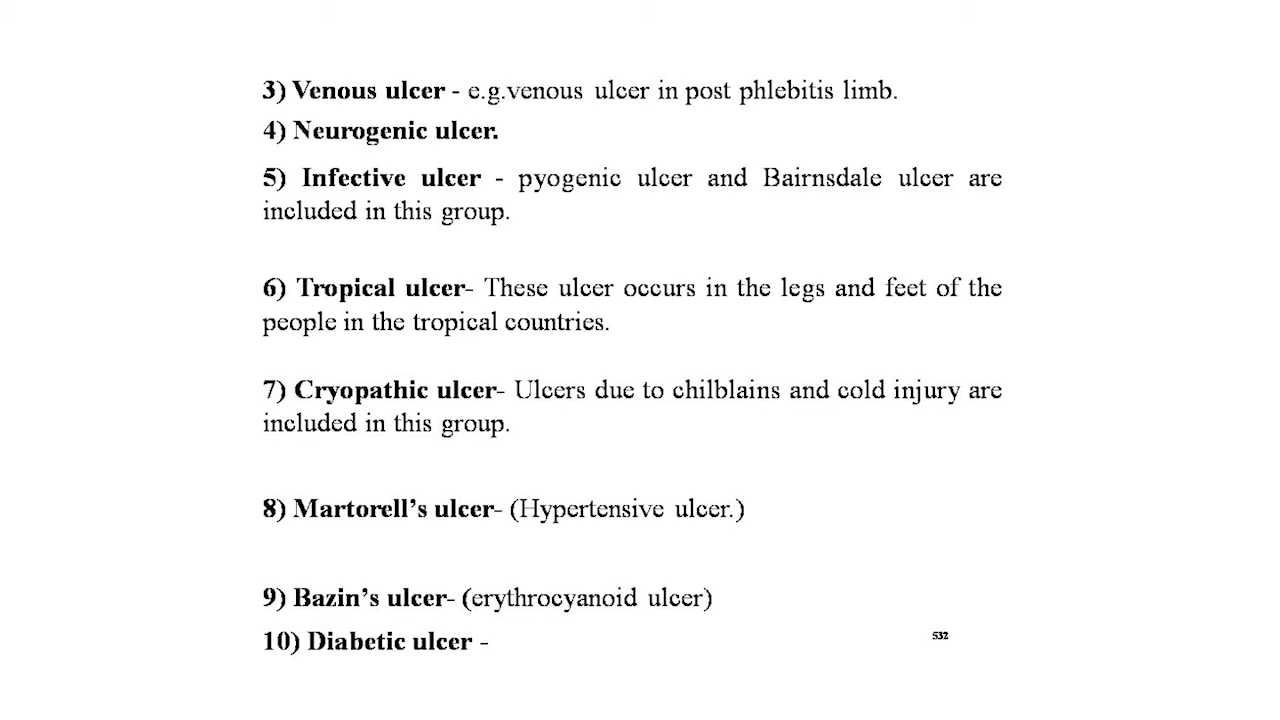 3) Venous ulcer - e.g.venous ulcer in post phlebitis limb.
4) Neurogenic ulcer.
5) Infective ulcer - pyogenic ulcer and Bairnsdale ulcer are
included in this group.
6) Tropical ulcer- These ulcer occurs in the legs and feet of the
people in the tropical countries.
7) Cryopathic ulcer- Ulcers due to chilblains and cold injury are
included in this group.
8) Martorell’s ulcer- (Hypertensive ulcer.)
9) Bazin’s ulcer- (erythrocyanoid ulcer)
10) Diabetic ulcer -
532